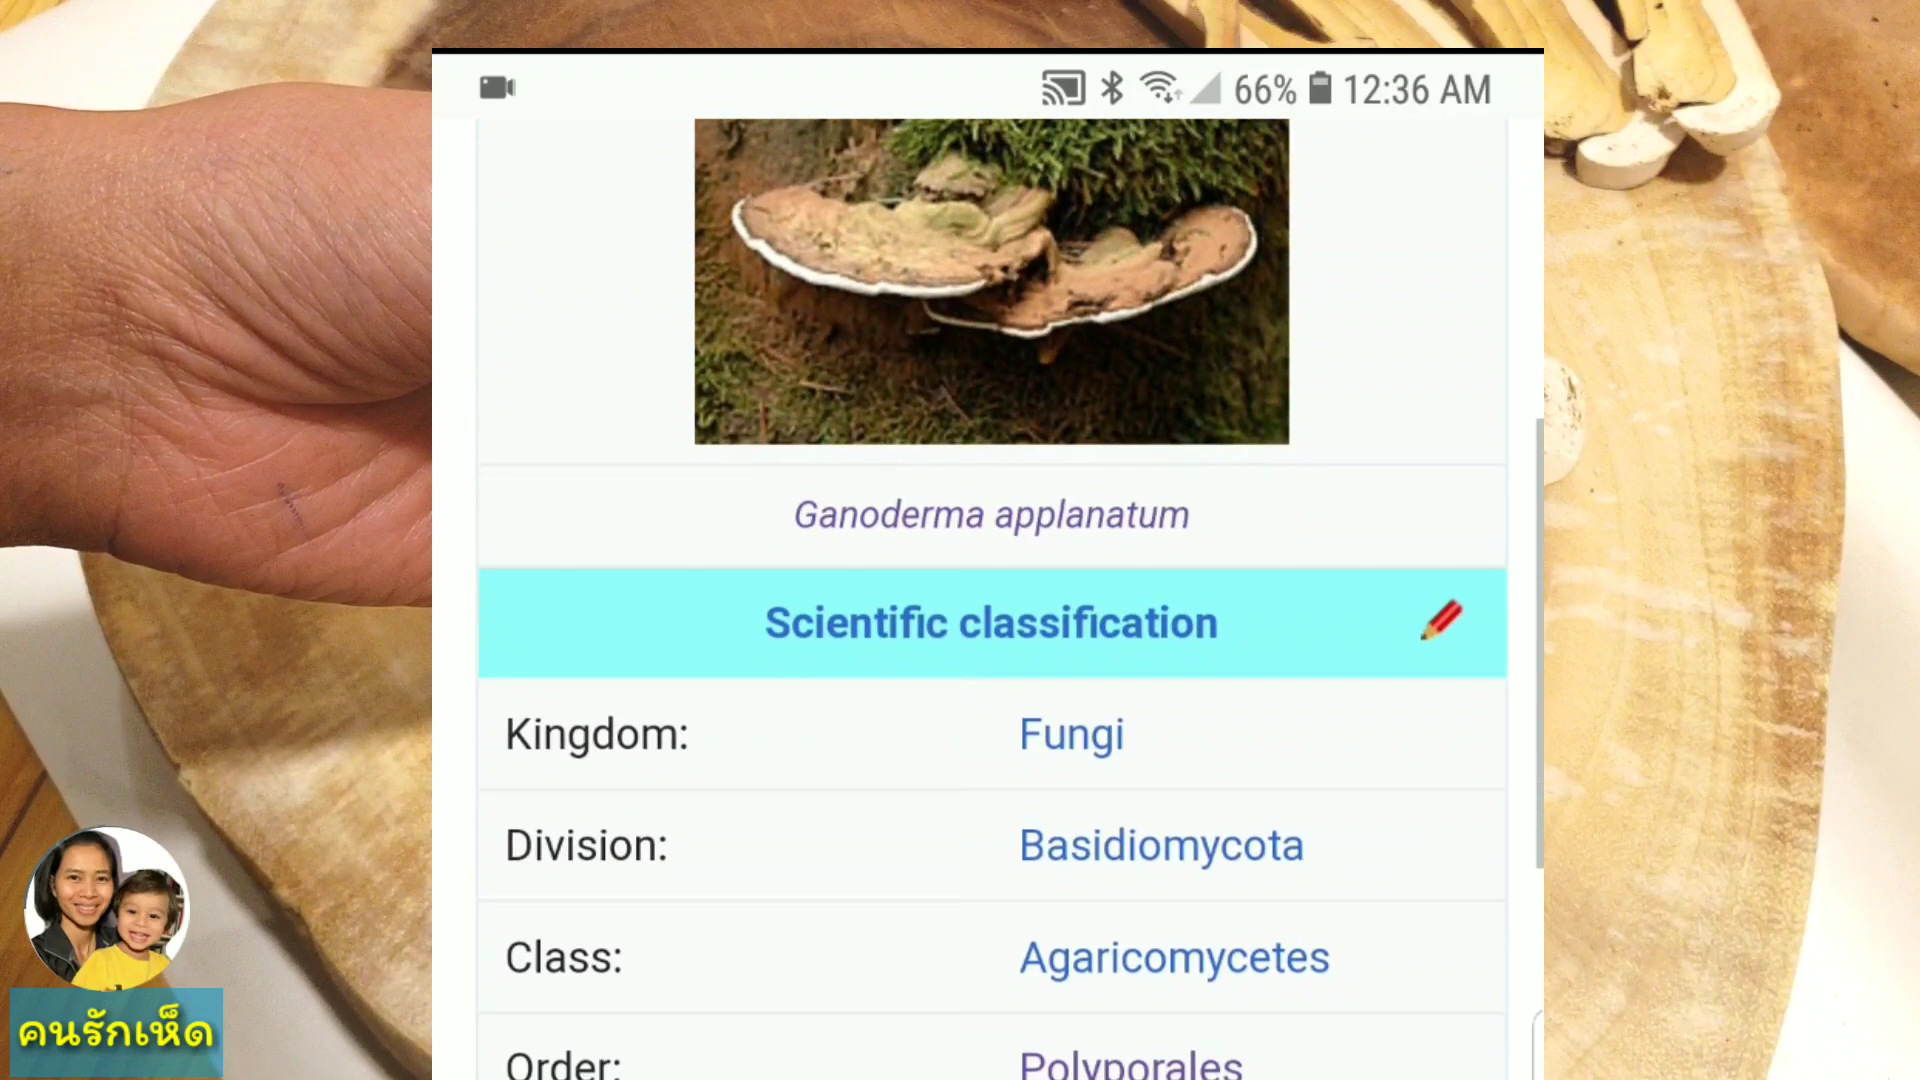 66% 12:36 AM
Ganoderma applanatum
Scientific classification
Kingdom: Fungi
Division: Basidiomycota
Class: Agaricomycetes
Order: Polyporales
คนรักเห็ด